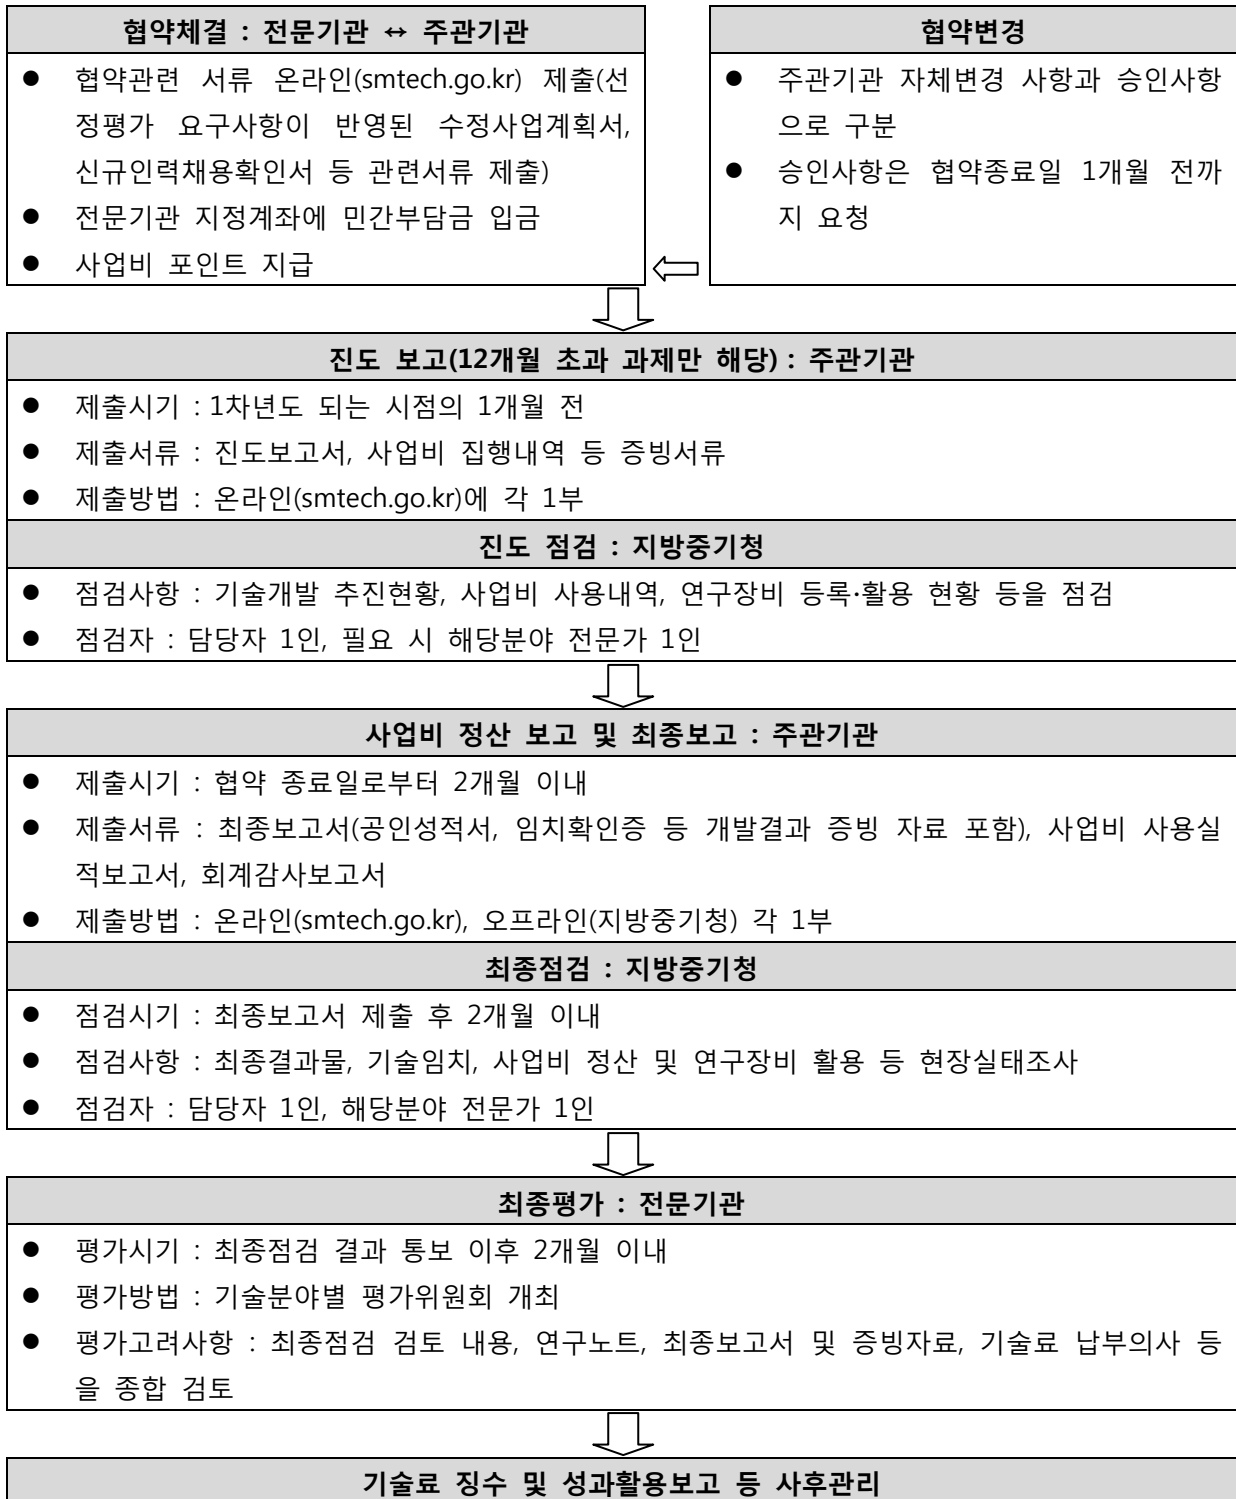 협약체결 : 전문기관 ↔ 주관기관
● 협약관련 서류 온라인(smtech.go.kr) 제출(선
정평가 요구사항이 반영된 수정사업계획서,
신규인력채용확인서 등 관련서류 제출)
● 전문기관 지정계좌에 민간부담금 입금
● 사업비 포인트 지급
협약변경
● 주관기관 자체변경 사항과 승인사항
으로 구분
● 승인사항은 협약종료일 1개월 전까
지 요청
진도 보고(12개월 초과 과제만 해당) : 주관기관
● 제출시기 : 1차년도 되는 시점의 1개월 전
● 제출서류 : 진도보고서, 사업비 집행내역 등 증빙서류
● 제출방법 : 온라인(smtech.go.kr)에 각 1부
진도 점검 : 지방중기청
● 점검사항 : 기술개발 추진현황, 사업비 사용내역, 연구장비 등록·활용 현황 등을 점검
● 점검자 : 담당자 1인, 필요 시 해당분야 전문가 1인
사업비 정산 보고 및 최종보고 : 주관기관
● 제출시기 : 협약 종료일로부터 2개월 이내
● 제출서류 : 최종보고서(공인성적서, 임치확인증 등 개발결과 증빙 자료 포함), 사업비 사용실
적보고서, 회계감사보고서
● 제출방법 : 온라인(smtech.go.kr), 오프라인(지방중기청) 각 1부
최종점검 : 지방중기청
● 점검시기 : 최종보고서 제출 후 2개월 이내
● 점검사항 : 최종결과물, 기술임치, 사업비 정산 및 연구장비 활용 등 현장실태조사
● 점검자 : 담당자 1인, 해당분야 전문가 1인
최종평가 : 전문기관
● 평가시기 : 최종점검 결과 통보 이후 2개월 이내
● 평가방법 : 기술분야별 평가위원회 개최
● 평가고려사항 : 최종점검 검토 내용, 연구노트, 최종보고서 및 증빙자료, 기술료 납부의사 등
을 종합 검토
기술료 징수 및 성과활용보고 등 사후관리